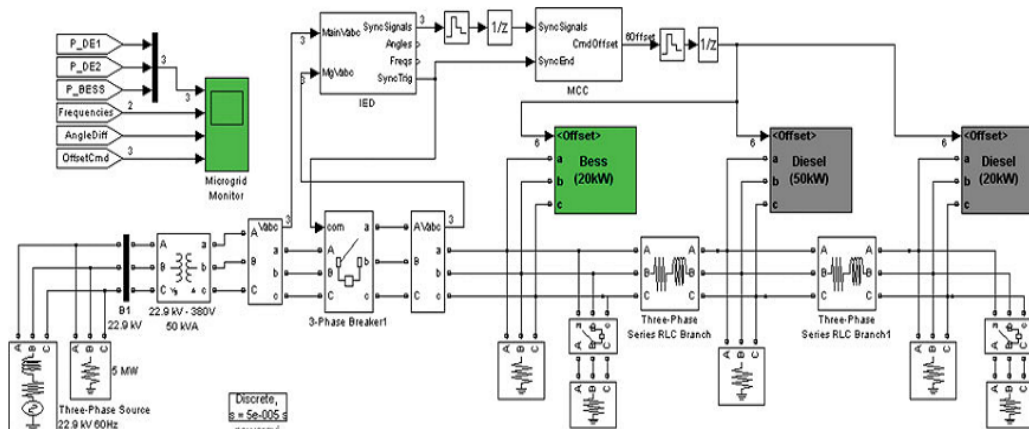 P_DE1
P_DE2
P_BESS
Frequencies
AngleDiff
OffsetCmd
3
3
2
3
Microgrid
Monitor
MainVabc
MgVabc
SyncSignals
Angles
Freqs
SyncTrig
IED
3
3
3
1/z
SyncSignals
SyncEnd
CmdOffset
MCC
6Offset
1/z
<Offset>
a
b
c
Bess
(20kW)
6
<Offset>
a
b
c
Diesel
(50kW)
6
<Offset>
a
b
c
Diesel
(20kW)
6
B1
22.9 kV
A
B
C
a
b
c
22.9 kV - 380V
50 kVA
Vabc
A
B
C
a
b
c
3
com
A
B
C
a
b
c
3-Phase Breaker1
Vabc
A
B
C
a
b
c
3
A
B
C
Three-Phase
Series RLC Branch
A
B
C
Three-Phase
Series RLC Branch1
A B C
A B C
5 MW
Three-Phase Source
22.9 kV 60Hz
Discrete,
s = 5e-005 s
A B C
a b c
A B C
A B C
A B C
A B C
a b c
A B C
A B C